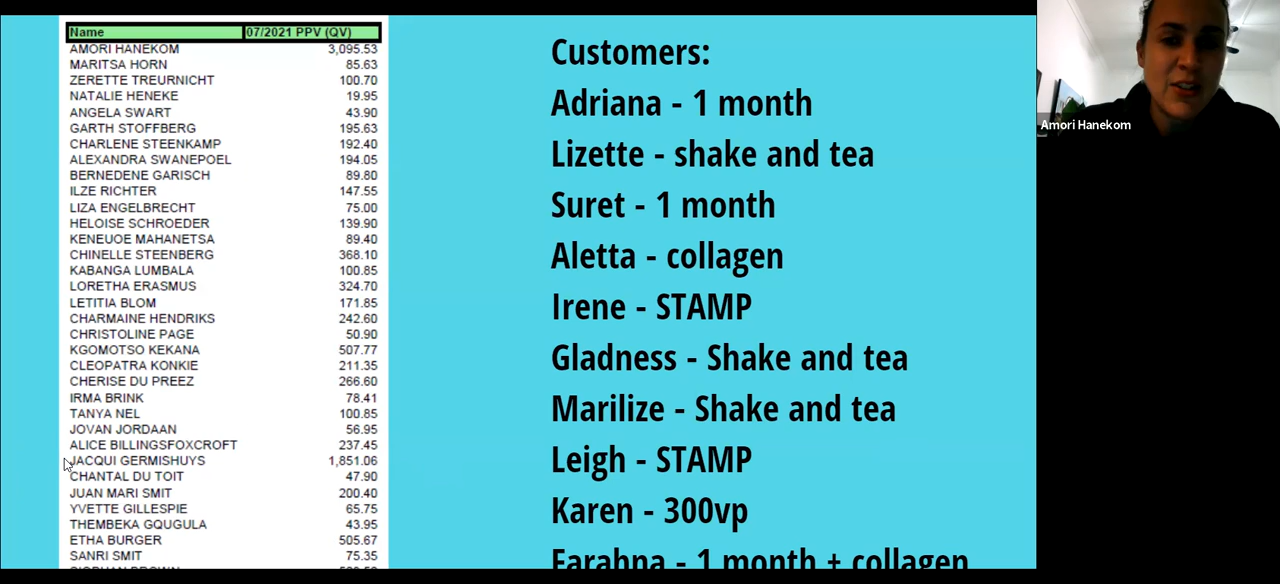 Name 07/2021 PPV (QV)
AMORI HANEKOM 3,095.53
MARITSA HORN 85.63
ZERETTE TREURNICHT 100.70
NATALIE HENEKE 19.95
ANGELA SWART 43.90
GARTH STOFFBERG 195.63
CHARLENE STEENKAMP 192.40
ALEXANDRA SWANEPOEL 194.05
BERNEDENE GARISCH 89.80
ILZE RICHTER 147.55
LIZA ENGELBRECHT 75.00
HELOISE SCHROEDER 139.90
KENEUOE MAHANETSA 89.40
CHINELLE STEENBERG 368.10
KABANGA LUMBALA 100.85
LORETHA ERASMUS 324.70
LETITIA BLOM 171.85
CHARMAINE HENDRIKS 242.60
CHRISTOLINE PAGE 50.90
KGOMOTSO KEKANA 507.77
CLEOPATRA KONKIE 211.35
CHERISE DU PREEZ 266.60
IRMA BRINK 78.41
TANYA NEL 100.85
JOVAN JORDAAN 56.95
ALICE BILLINGSFOXCROFT 237.45
JACQUI GERMISHUYS 1,851.06
CHANTAL DU TOIT 47.90
JUAN MARI SMIT 200.40
YVETTE GILLESPIE 65.75
THEMBEKA GQUGULA 43.95
ETHA BURGER 505.67
SANRI SMIT 75.35
Customers:
Adriana - 1 month
Lizette - shake and tea
Suret - 1 month
Aletta - collagen
Irene - STAMP
Gladness - Shake and tea
Marilize - Shake and tea
Leigh - STAMP
Karen - 300vp
Farahna - 1 month + collagen
Amori Hanekom